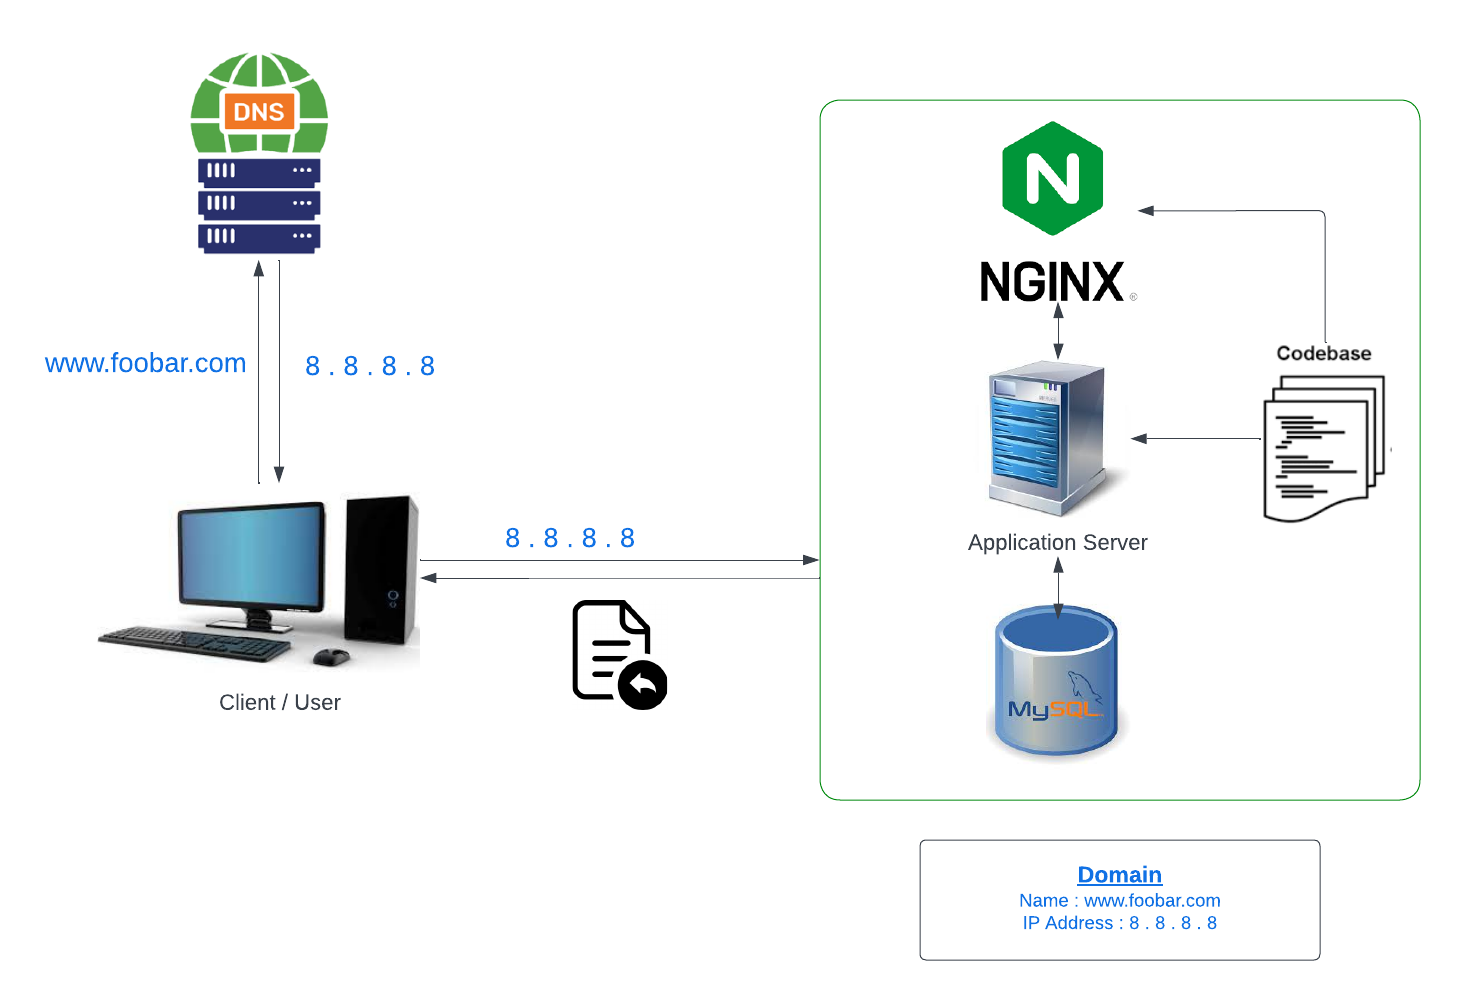 DNS
www.foobar.com
8 . 8 . 8 . 8
8 . 8 . 8 . 8
Client / User
N
NGINX®
Codebase
Application Server
MySQL
Domain
Name : www.foobar.com
IP Address : 8 . 8 . 8 . 8